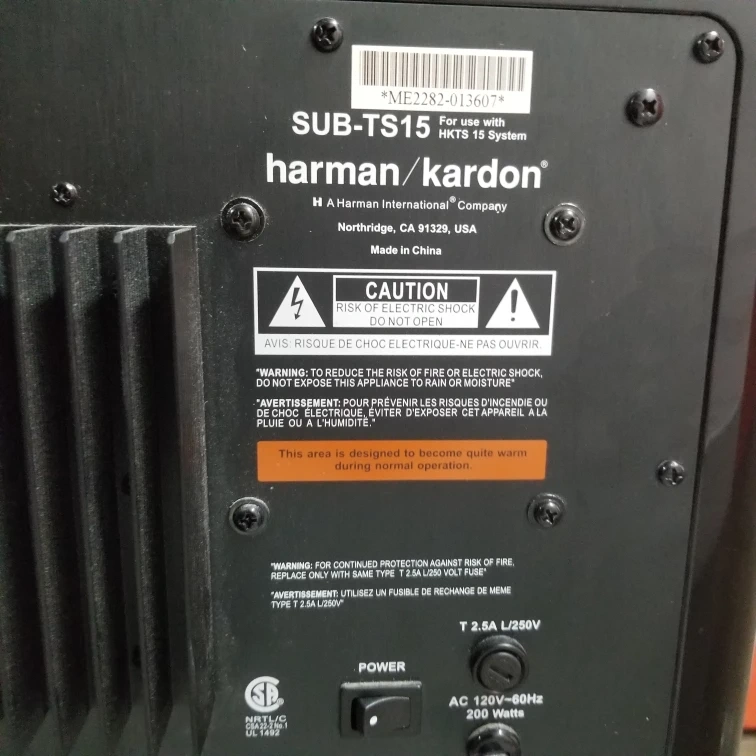 *ME2282-013607*
SUB-TS15 For use with
HKTS 15 System
harman/kardon®
H A Harman International® Company
Northridge, CA 91329, USA
Made in China
CAUTION
RISK OF ELECTRIC SHOCK
DO NOT OPEN
AVIS: RISQUE DE CHOC ELECTRIQUE-NE PAS OUVRIR.
"WARNING: TO REDUCE THE RISK OF FIRE OR ELECTRIC SHOCK,
DO NOT EXPOSE THIS APPLIANCE TO RAIN OR MOISTURE"
"AVERTISSEMENT: POUR PRÉVENIR LES RISQUES D'INCENDIE OU
DE CHOC ÉLECTRIQUE, ÉVITER D'EXPOSER CET APPAREIL A LA
PLUIE OU A L'HUMIDITÉ."
This area is designed to become quite warm
during normal operation.
"WARNING: FOR CONTINUED PROTECTION AGAINST RISK OF FIRE,
REPLACE ONLY WITH SAME TYPE T 2.5A L/250 VOLT FUSE"
"AVERTISSEMENT: UTILISEZ UN FUSIBLE DE RECHANGE DE MEME
TYPE T 2.5A L/250V"
T 2.5A L/250V
POWER
AC 120V~60Hz
200 Watts
SA
NRTL/C
CSA 22-2 No.1
UL 1492